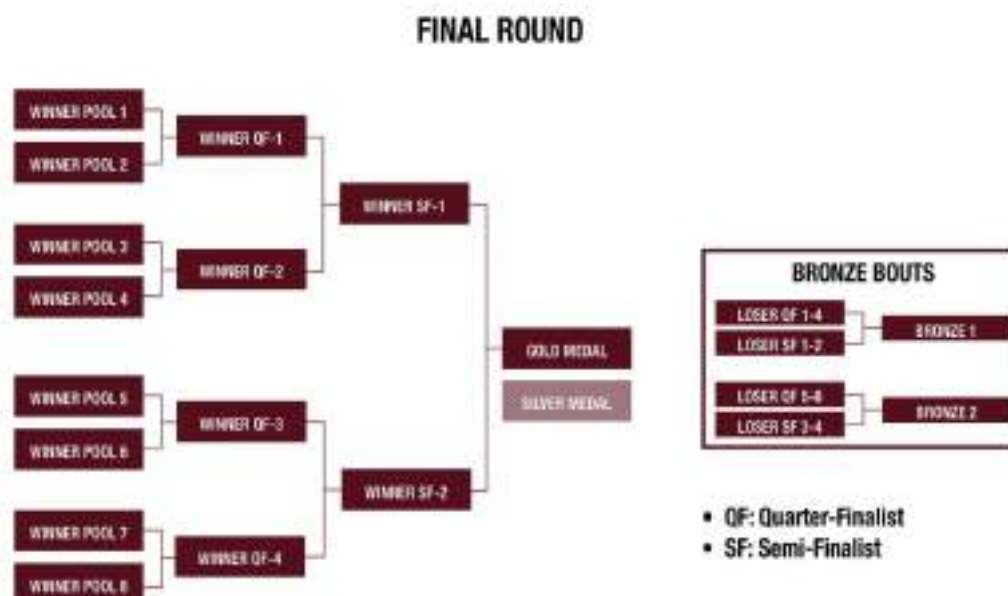 FINAL ROUND
WINNER POOL 1
WINNER POOL 2
WINNER POOL 3
WINNER POOL 4
WINNER POOL 5
WINNER POOL 6
WINNER POOL 7
WINNER POOL 8
WINNER QF-1
WINNER QF-2
WINNER QF-3
WINNER QF-4
WINNER SF-1
WINNER SF-2
GOLD MEDAL
SILVER MEDAL
BRONZE BOUTS
LOSER QF 1-4
LOSER SF 1-2
BRONZE 1
LOSER QF 5-8
LOSER SF 3-4
BRONZE 2
• QF: Quarter-Finalist
• SF: Semi-Finalist